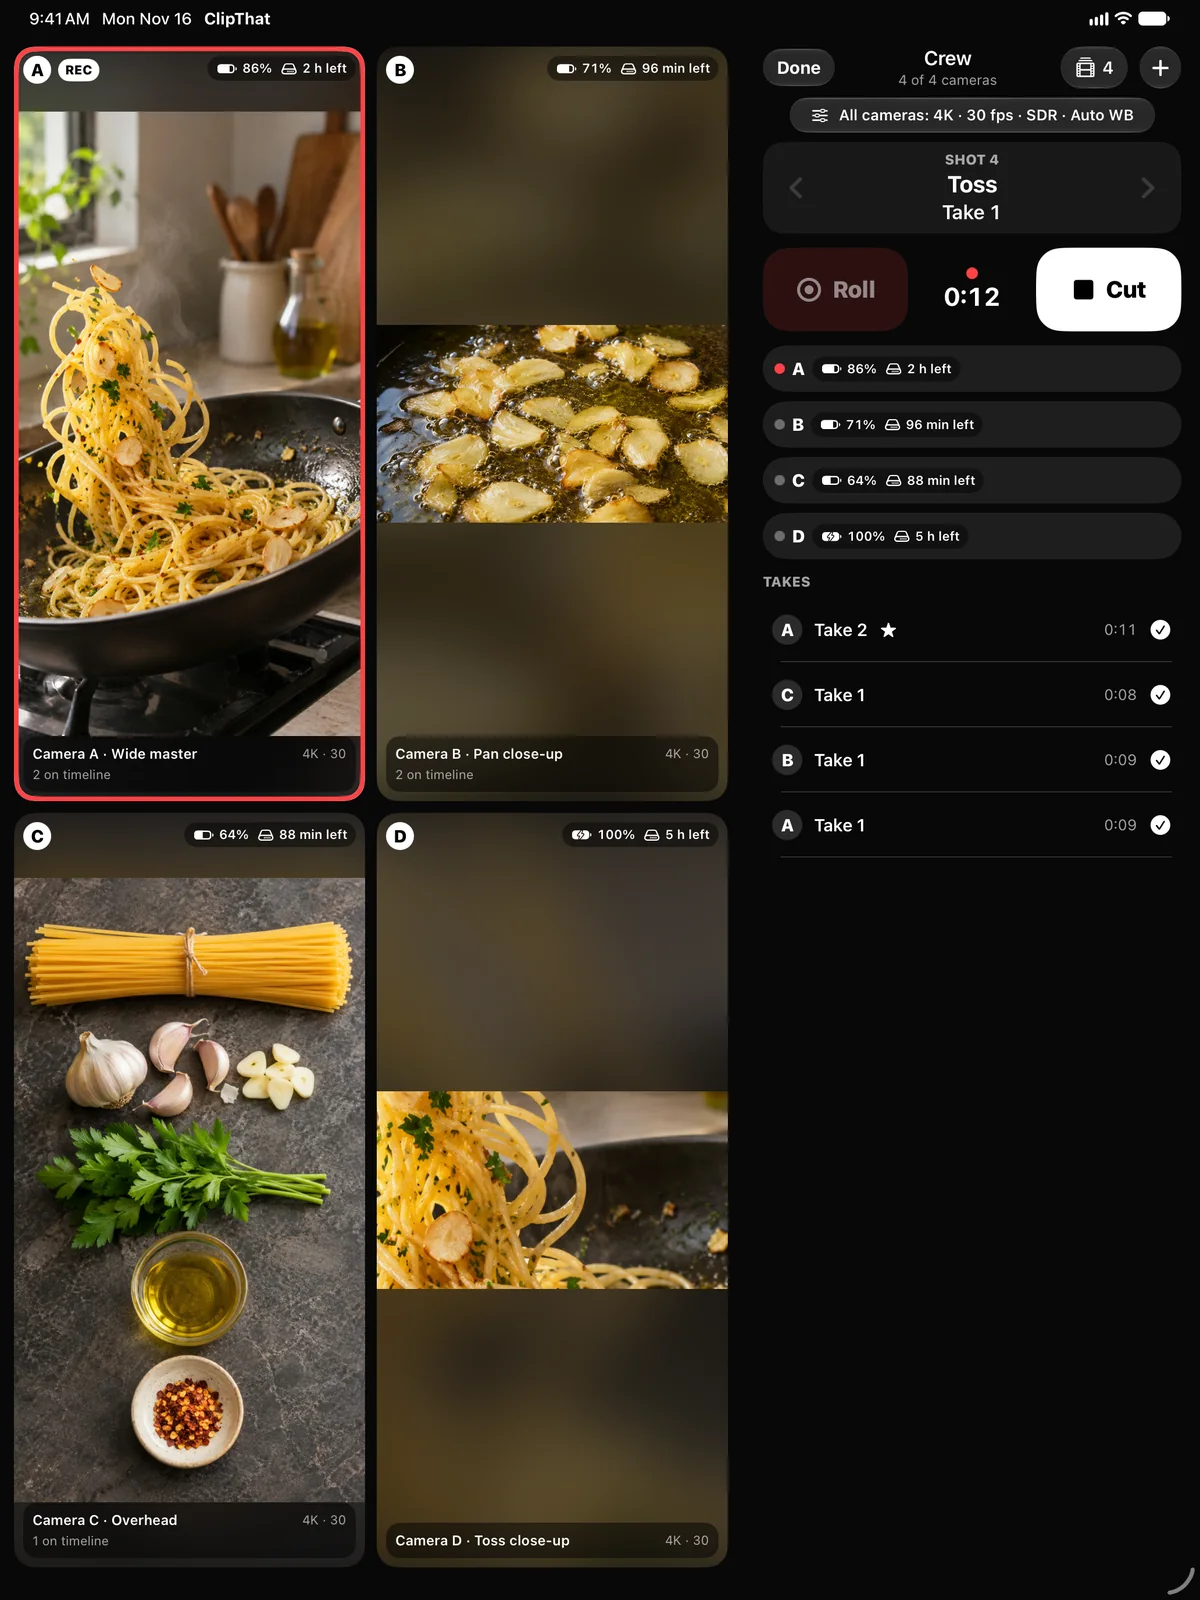 9:41 AM Mon Nov 16 ClipThat
A REC 86% 2 h left
Camera A · Wide master 4K · 30
2 on timeline
B 71% 96 min left
Camera B · Pan close-up 4K · 30
2 on timeline
C 64% 88 min left
Camera C · Overhead 4K · 30
1 on timeline
D 100% 5 h left
Camera D · Toss close-up 4K · 30
Done Crew 4 +
4 of 4 cameras
All cameras: 4K · 30 fps · SDR · Auto WB
SHOT 4
Toss
Take 1
Roll 0:12 Cut
A 86% 2 h left
B 71% 96 min left
C 64% 88 min left
D 100% 5 h left
TAKES
A Take 2 ★ 0:11
C Take 1 0:08
B Take 1 0:09
A Take 1 0:09